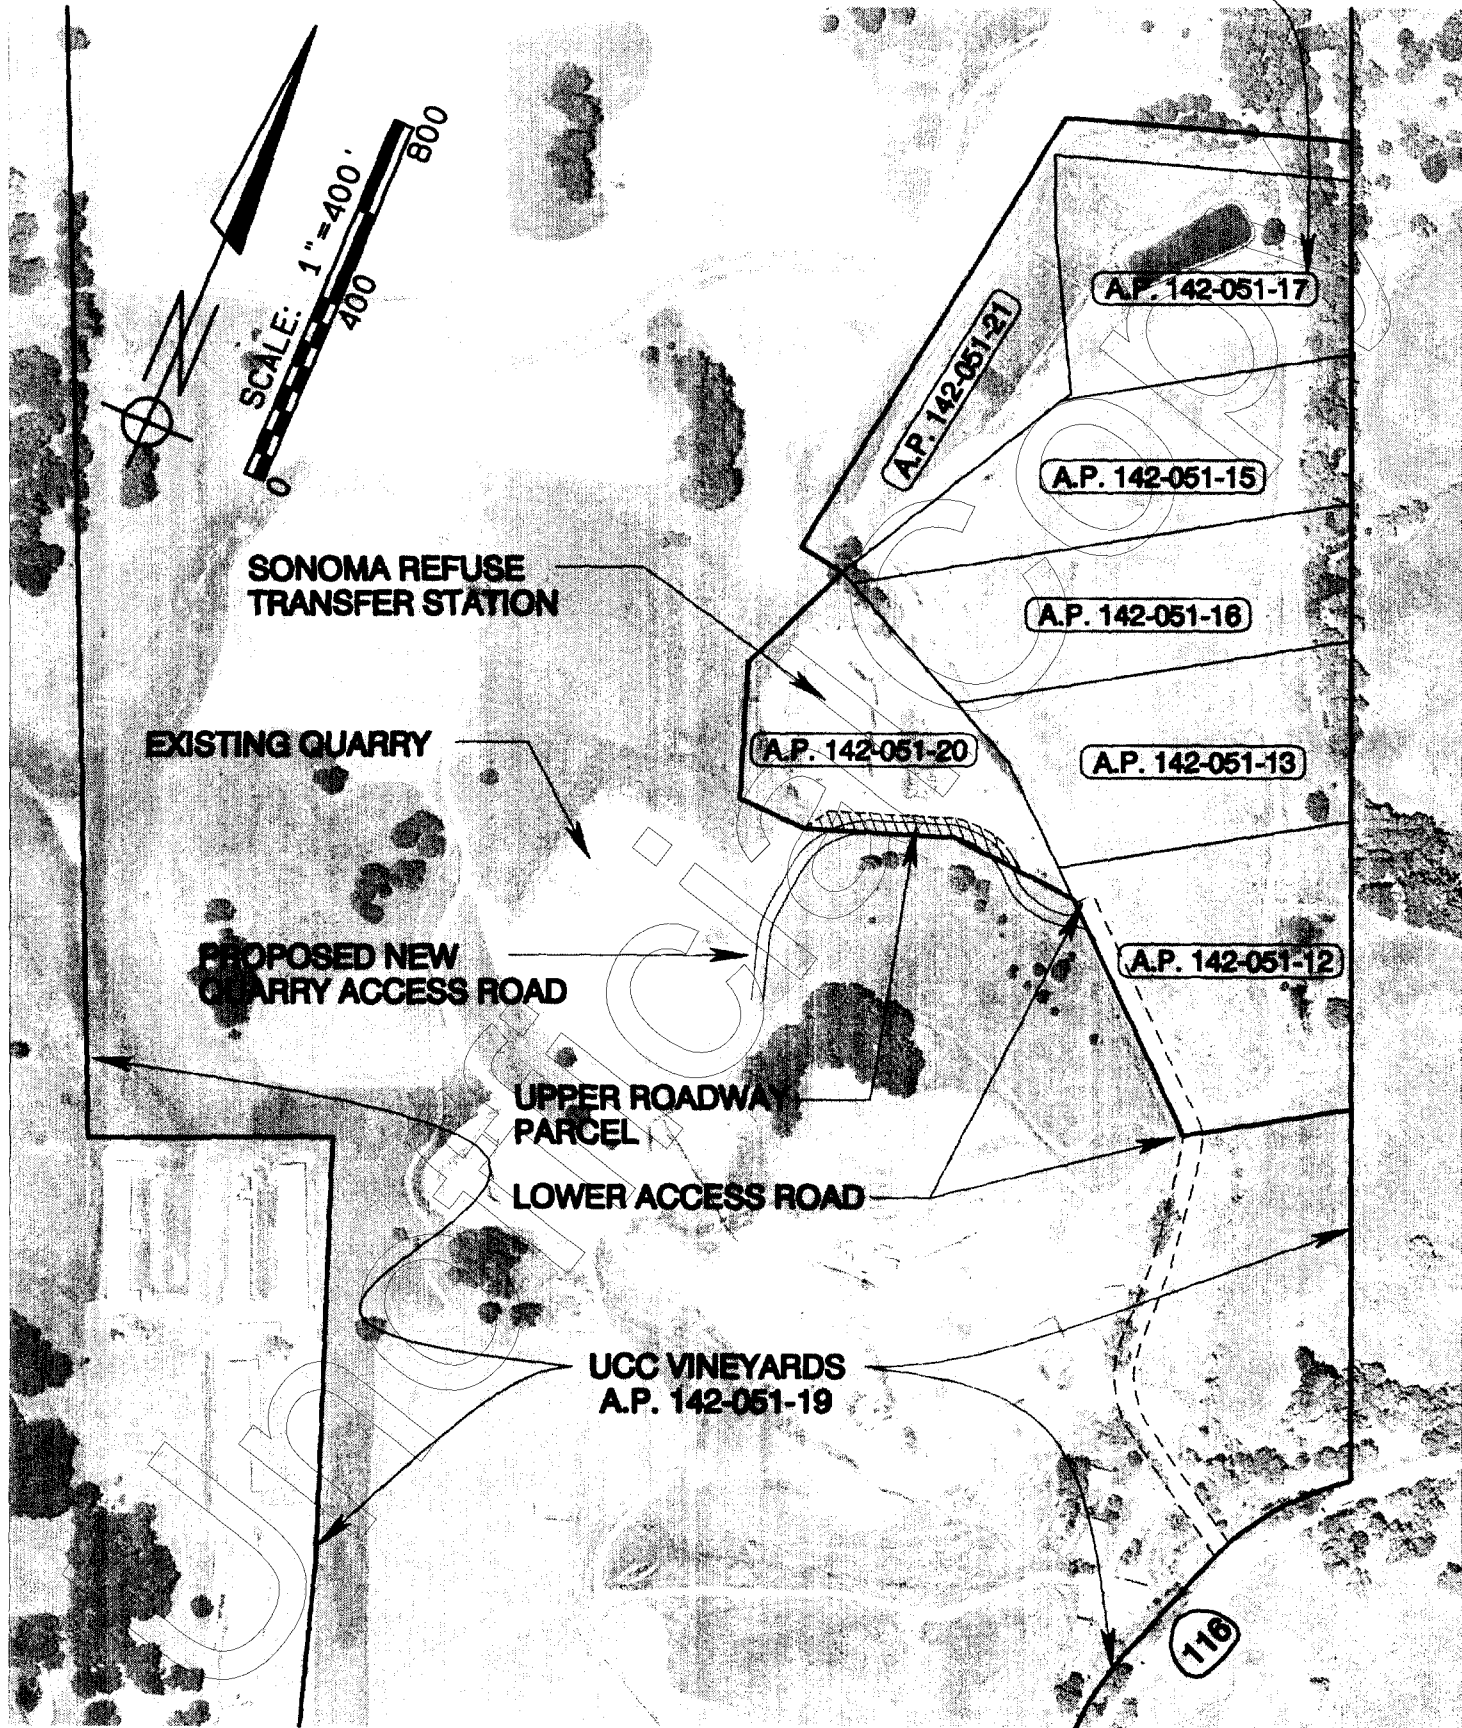 SCALE: 1"=400'
0
400
800
N
A.P. 142-051-17
A.P. 142-051-21
A.P. 142-051-15
SONOMA REFUSE
TRANSFER STATION
A.P. 142-051-16
EXISTING QUARRY
A.P. 142-051-20
A.P. 142-051-13
PROPOSED NEW
QUARRY ACCESS ROAD
A.P. 142-051-12
UPPER ROADWAY
PARCEL
LOWER ACCESS ROAD
UCC VINEYARDS
A.P. 142-051-19
116
Unofficial Copy